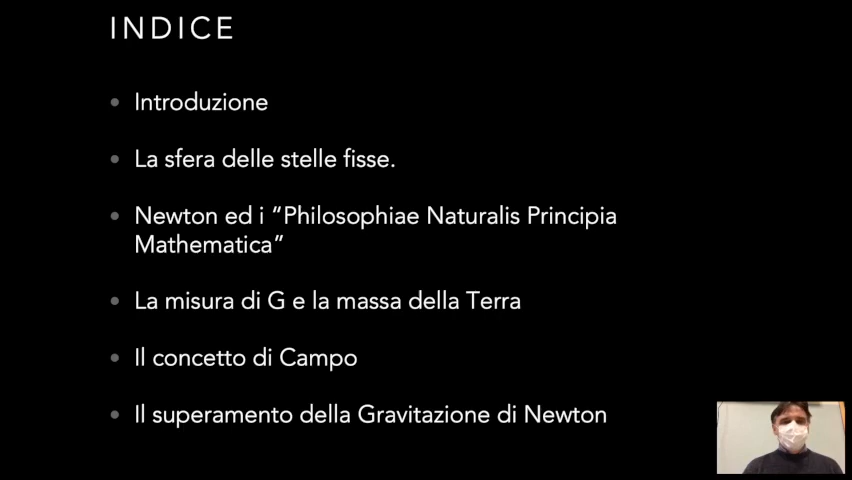 INDICE
Introduzione
La sfera delle stelle fisse.
Newton ed i “Philosophiae Naturalis Principia
Mathematica”
La misura di G e la massa della Terra
Il concetto di Campo
Il superamento della Gravitazione di Newton